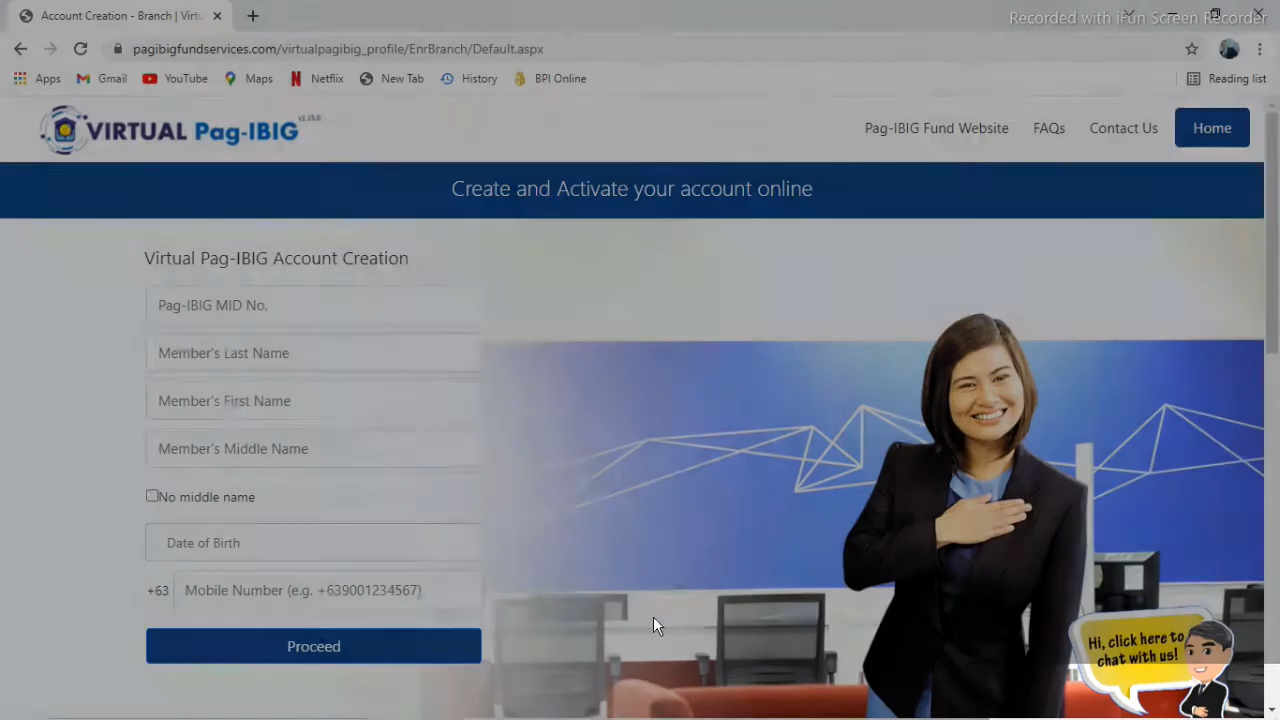 Account Creation - Branch | Virtu
Recorded with iFun Screen Recorder
pagibigfundservices.com/virtualpagibig_profile/EnrBranch/Default.aspx
Apps Gmail YouTube Maps Netflix New Tab History BPI Online Reading list
VIRTUAL Pag-IBIG v1.15.0
Pag-IBIG Fund Website FAQs Contact Us Home
Create and Activate your account online
Virtual Pag-IBIG Account Creation
Pag-IBIG MID No.
Member's Last Name
Member's First Name
Member's Middle Name
No middle name
Date of Birth
+63 Mobile Number (e.g. +639001234567)
Proceed
Hi, click here to
chat with us!